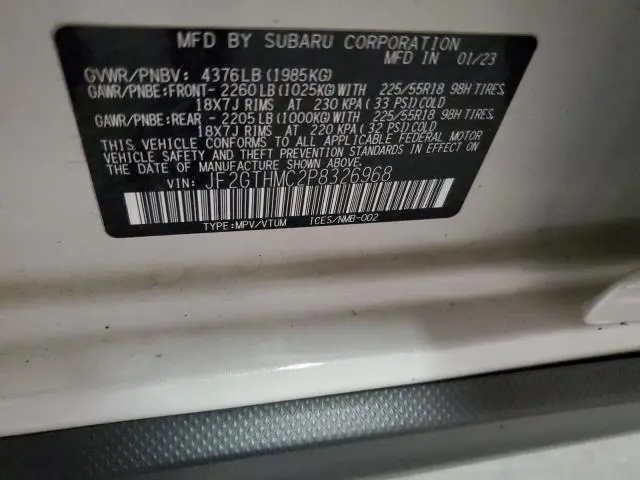 MFD BY SUBARU CORPORATION
MFD IN 01/23
GVWR/PNBV: 4376LB (1985KG)
GAWR/PNBE:FRONT- 2260LB (1025KG)WITH 225/55R18 98H TIRES,
18X7J RIMS AT 230 KPA (33 PSI)COLD
GAWR/PNBE:REAR - 2205LB (1000KG)WITH 225/55R18 98H TIRES,
18X7J RIMS AT 220 KPA (32 PSI)COLD
THIS VEHICLE CONFORMS TO ALL APPLICABLE FEDERAL MOTOR
VEHICLE SAFETY AND THEFT PREVENTION STANDARDS IN EFFECT ON
THE DATE OF MANUFACTURE SHOWN ABOVE.
VIN: JF2GTHMC2P8326968
TYPE:MPV/VTUM ICES/NMB-002